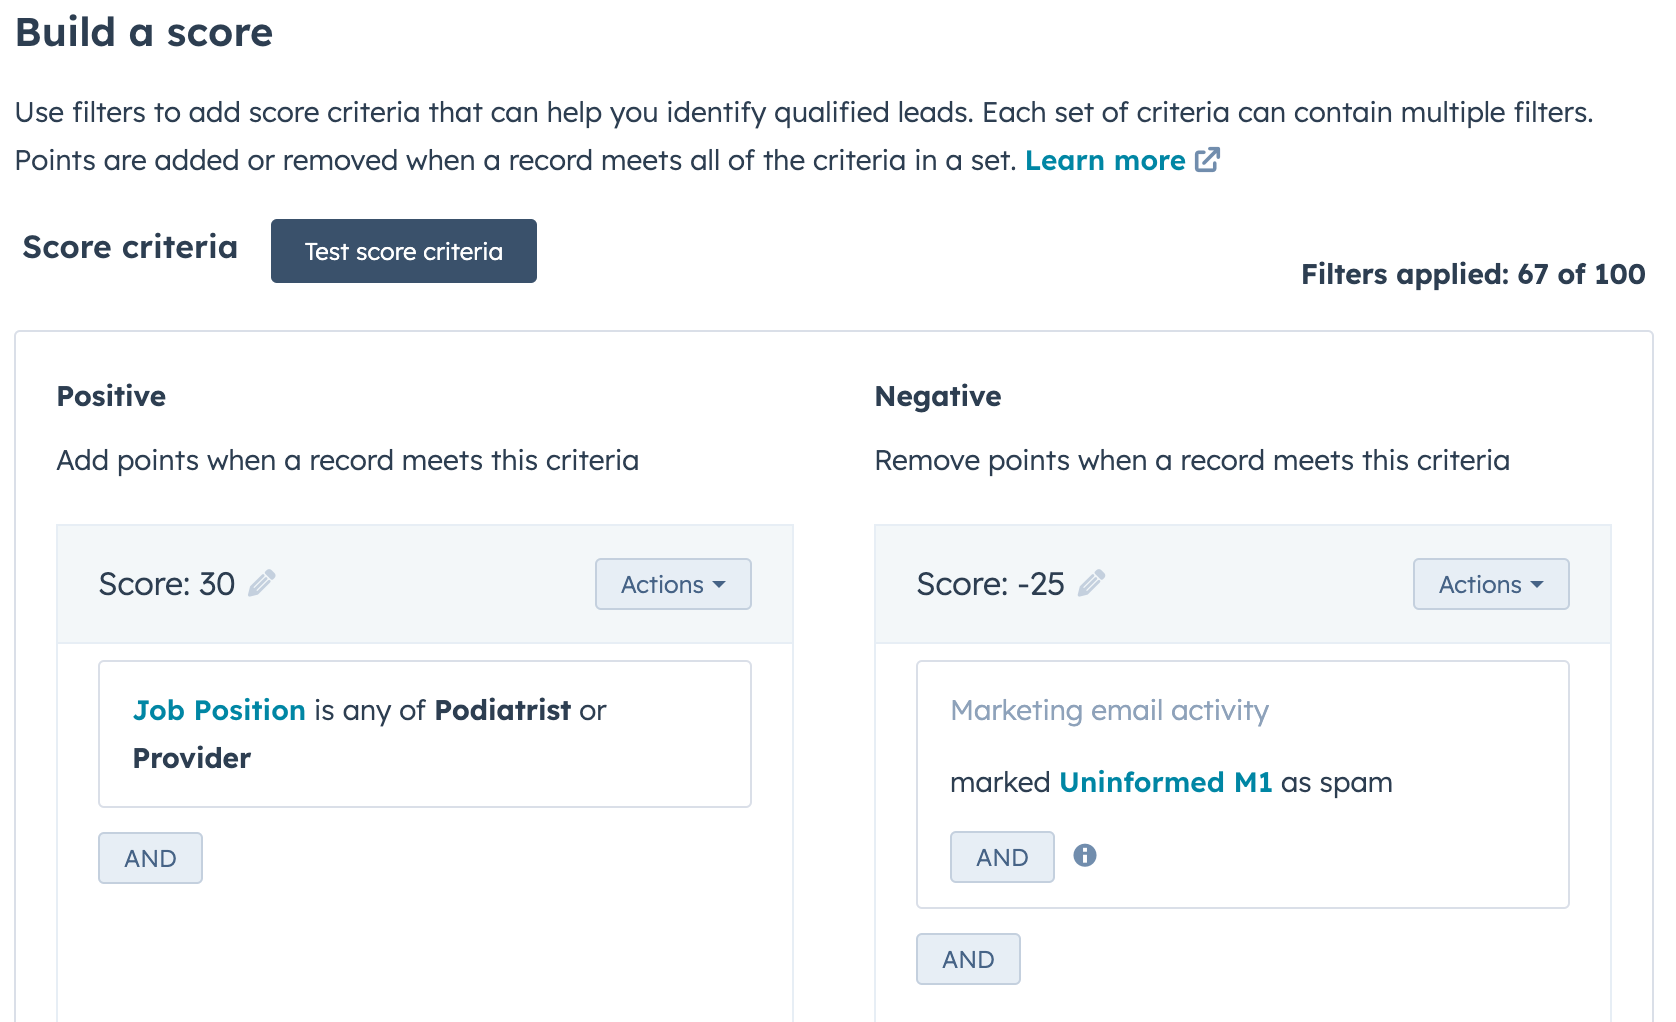 Build a score
Use filters to add score criteria that can help you identify qualified leads. Each set of criteria can contain multiple filters.
Points are added or removed when a record meets all of the criteria in a set. Learn more
Score criteria
Test score criteria
Filters applied: 67 of 100
Positive
Add points when a record meets this criteria
Score: 30
Actions
Job Position is any of Podiatrist or
Provider
AND
Negative
Remove points when a record meets this criteria
Score: -25
Actions
Marketing email activity
marked Uninformed M1 as spam
AND
AND